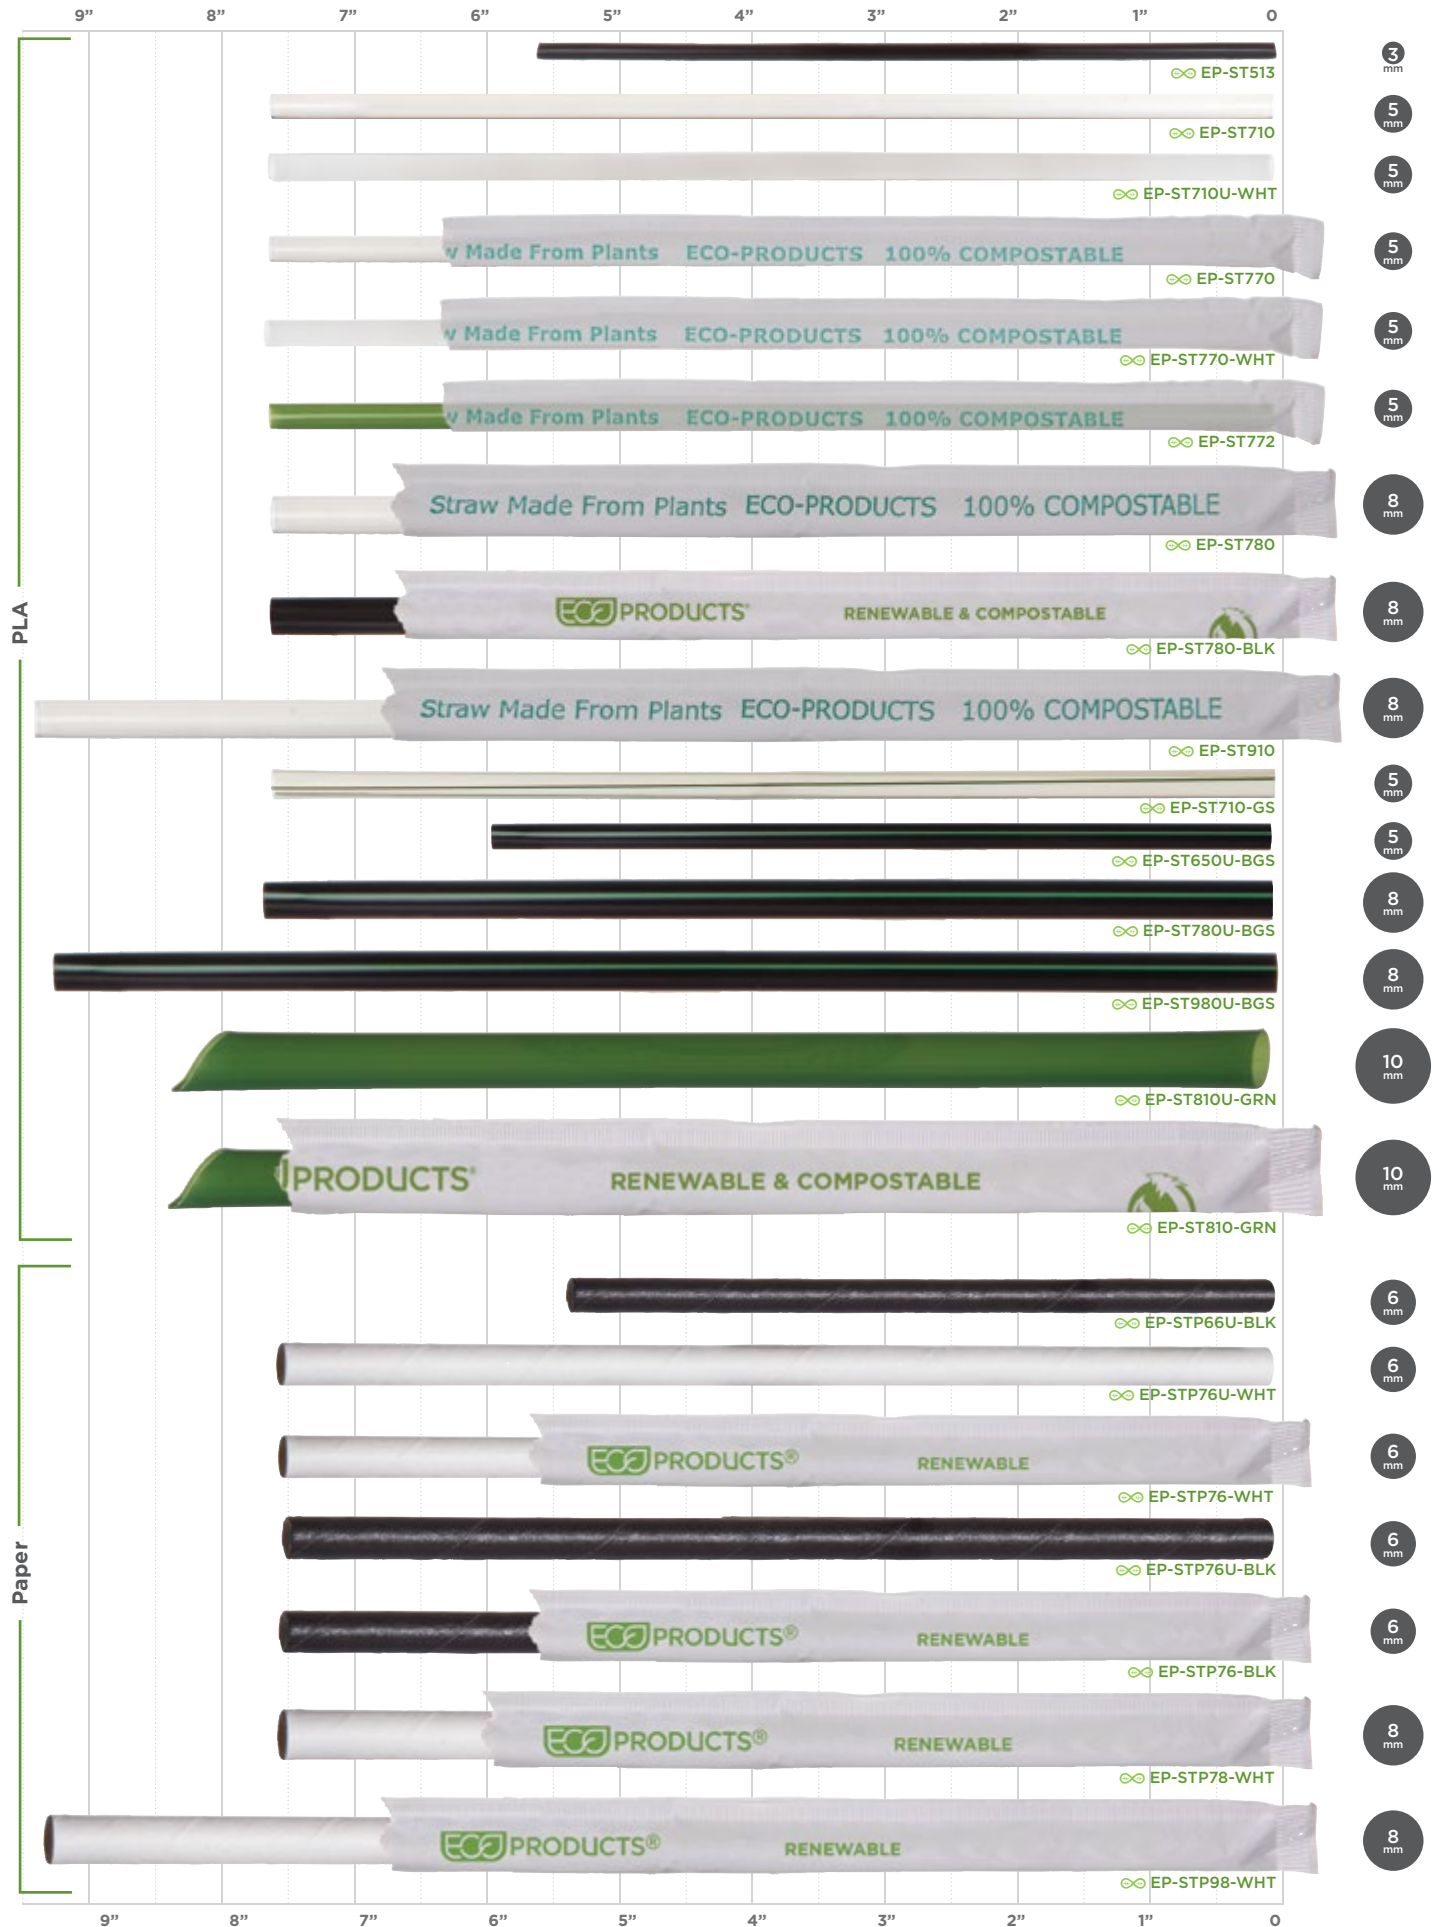 9” 8” 7” 6” 5” 4” 3” 2” 1” 0
PLA
3 mm
EP-ST513
5 mm
EP-ST710
5 mm
EP-ST710U-WHT
w Made From Plants ECO-PRODUCTS 100% COMPOSTABLE
5 mm
EP-ST770
w Made From Plants ECO-PRODUCTS 100% COMPOSTABLE
5 mm
EP-ST770-WHT
w Made From Plants ECO-PRODUCTS 100% COMPOSTABLE
5 mm
EP-ST772
Straw Made From Plants ECO-PRODUCTS 100% COMPOSTABLE
8 mm
EP-ST780
ECO PRODUCTS® RENEWABLE & COMPOSTABLE
8 mm
EP-ST780-BLK
Straw Made From Plants ECO-PRODUCTS 100% COMPOSTABLE
8 mm
EP-ST910
5 mm
EP-ST710-GS
5 mm
EP-ST650U-BGS
8 mm
EP-ST780U-BGS
8 mm
EP-ST980U-BGS
10 mm
EP-ST810U-GRN
PRODUCTS® RENEWABLE & COMPOSTABLE
10 mm
EP-ST810-GRN
Paper
6 mm
EP-STP66U-BLK
6 mm
EP-STP76U-WHT
ECO PRODUCTS® RENEWABLE
6 mm
EP-STP76-WHT
6 mm
EP-STP76U-BLK
ECO PRODUCTS® RENEWABLE
6 mm
EP-STP76-BLK
ECO PRODUCTS® RENEWABLE
8 mm
EP-STP78-WHT
ECO PRODUCTS® RENEWABLE
8 mm
EP-STP98-WHT
9” 8” 7” 6” 5” 4” 3” 2” 1” 0